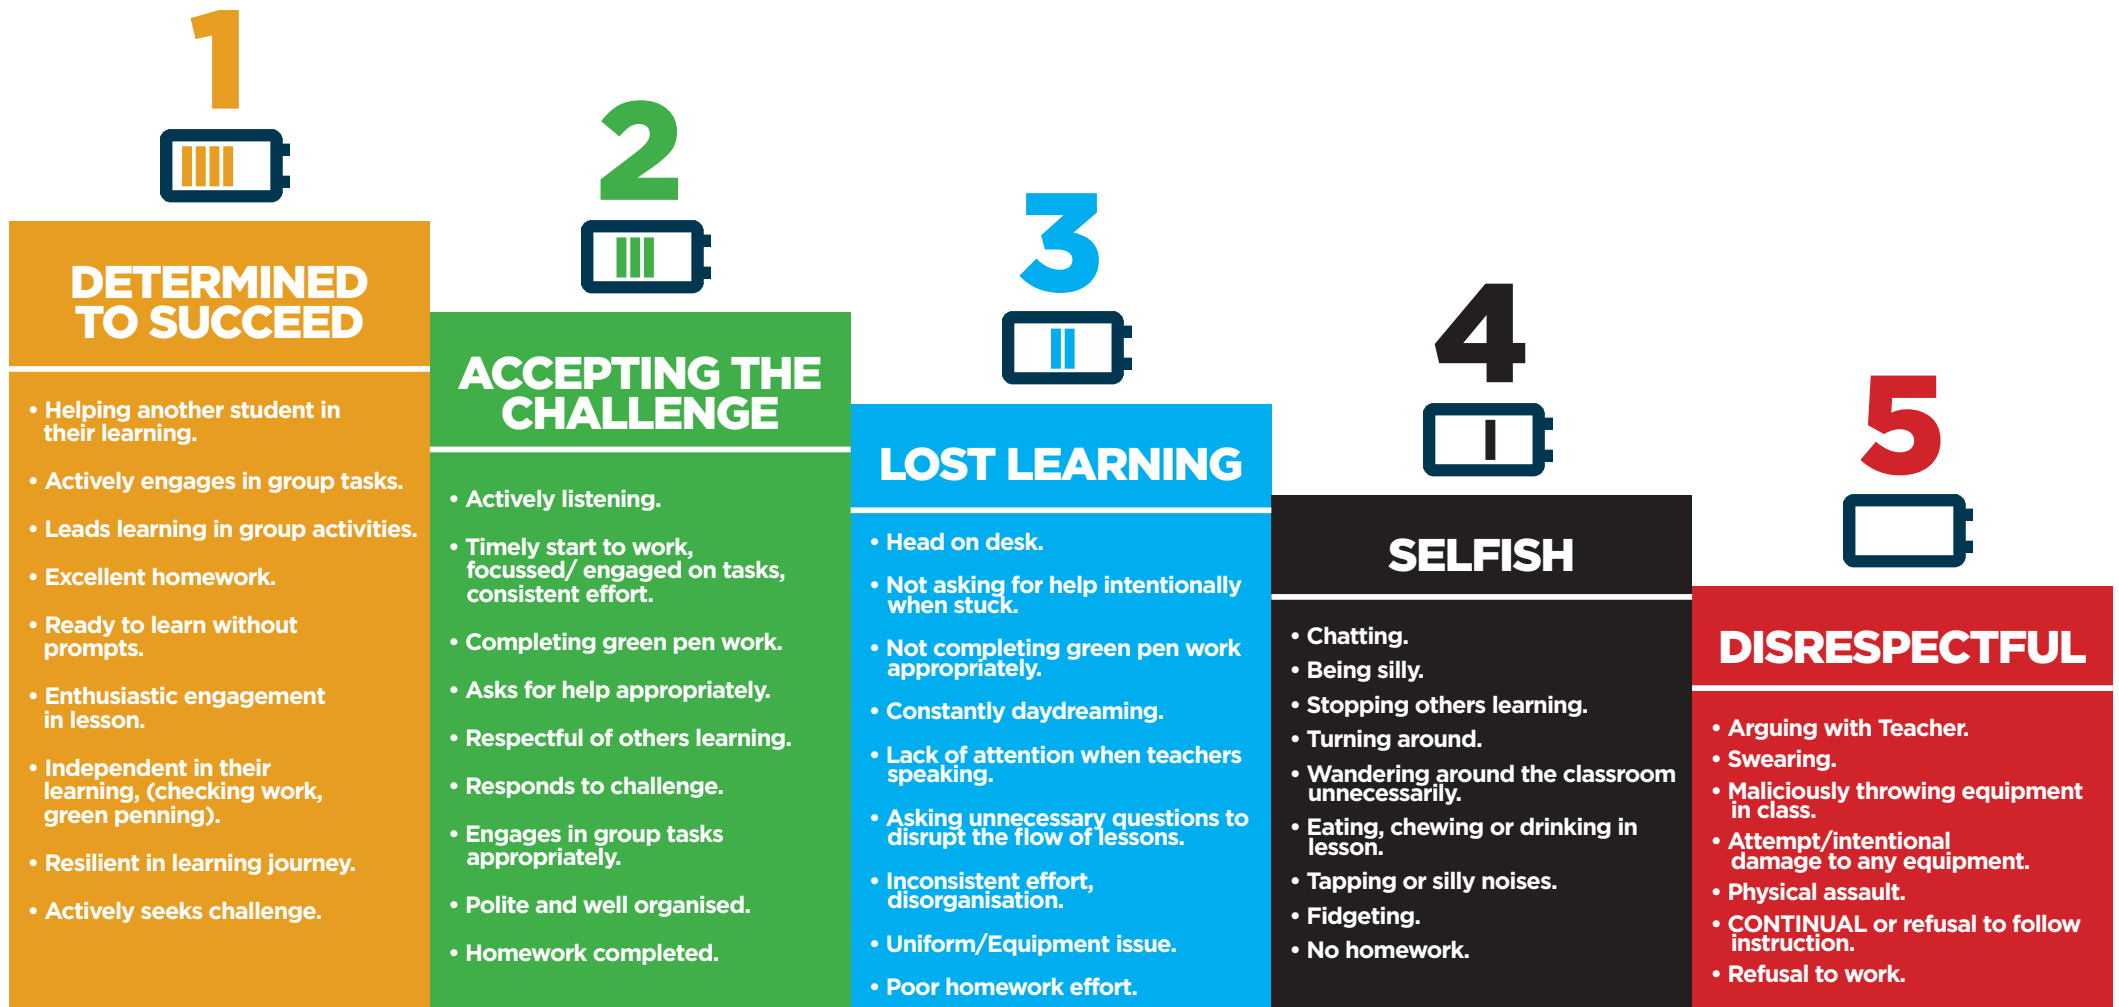 1
DETERMINED
TO SUCCEED
• Helping another student in
their learning.
• Actively engages in group tasks.
• Leads learning in group activities.
• Excellent homework.
• Ready to learn without
prompts.
• Enthusiastic engagement
in lesson.
• Independent in their
learning, (checking work,
green penning).
• Resilient in learning journey.
• Actively seeks challenge.
2
ACCEPTING THE
CHALLENGE
• Actively listening.
• Timely start to work,
focussed/ engaged on tasks,
consistent effort.
• Completing green pen work.
• Asks for help appropriately.
• Respectful of others learning.
• Responds to challenge.
• Engages in group tasks
appropriately.
• Polite and well organised.
• Homework completed.
3
LOST LEARNING
• Head on desk.
• Not asking for help intentionally
when stuck.
• Not completing green pen work
appropriately.
• Constantly daydreaming.
• Lack of attention when teachers
speaking.
• Asking unnecessary questions to
disrupt the flow of lessons.
• Inconsistent effort,
disorganisation.
• Uniform/Equipment issue.
• Poor homework effort.
4
SELFISH
• Chatting.
• Being silly.
• Stopping others learning.
• Turning around.
• Wandering around the classroom
unnecessarily.
• Eating, chewing or drinking in
lesson.
• Tapping or silly noises.
• Fidgeting.
• No homework.
5
DISRESPECTFUL
• Arguing with Teacher.
• Swearing.
• Maliciously throwing equipment
in class.
• Attempt/intentional
damage to any equipment.
• Physical assault.
• CONTINUAL or refusal to follow
instruction.
• Refusal to work.